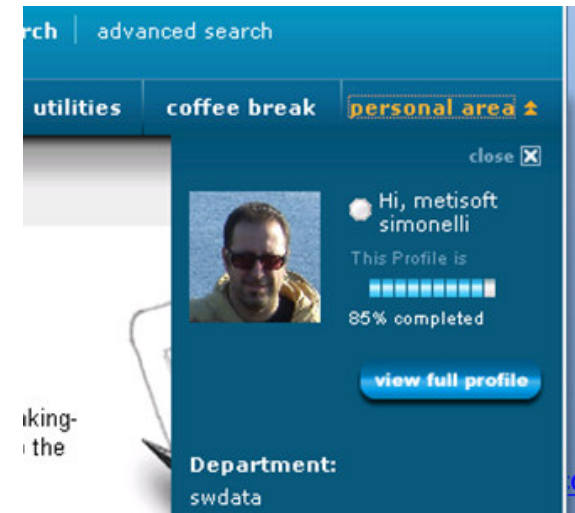 rch | advanced search
utilities coffee break personal area
close
Hi, metisoft
simonelli
This Profile is
85% completed
view full profile
aking-
the
Department:
swdata